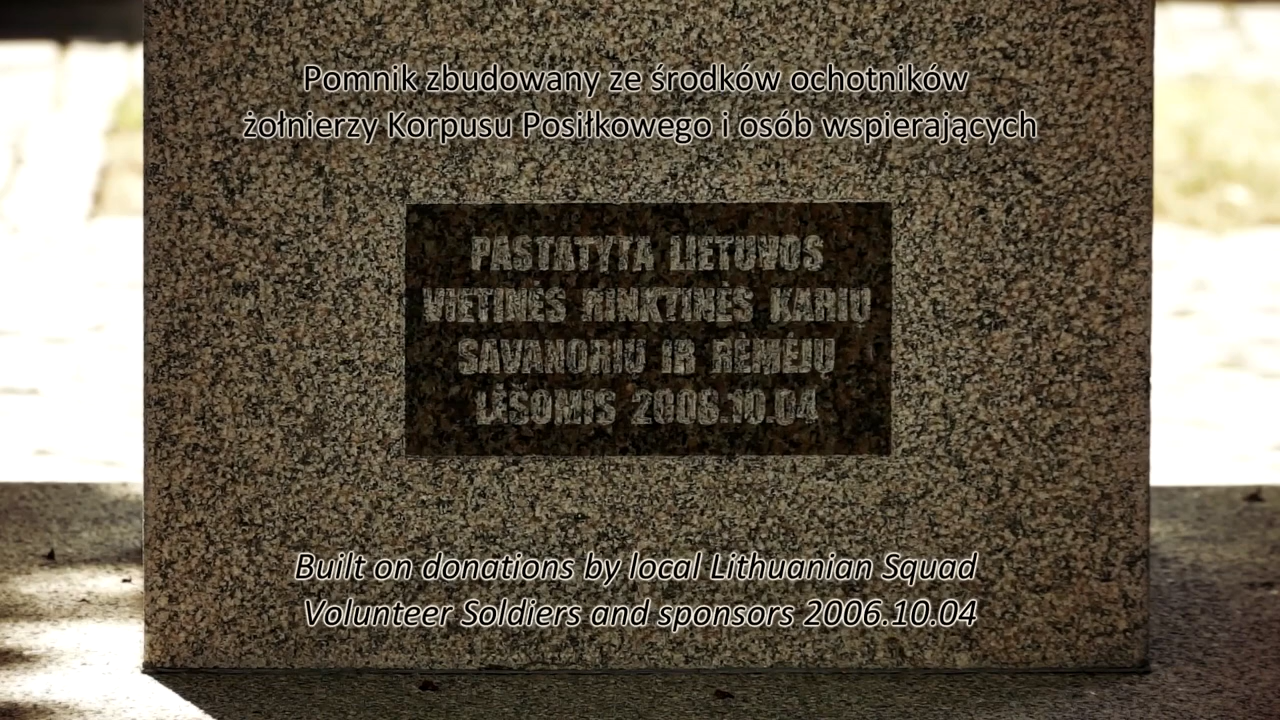 Pomnik zbudowany ze środków ochotników
żołnierzy Korpusu Posiłkowego i osób wspierających
PASTATYTA LIETUVOS
VIETINĖS RINKTINĖS KARIŲ
SAVANORIŲ IR RĖMĖJŲ
LĖŠOMIS 2006.10.04
Built on donations by local Lithuanian Squad
Volunteer Soldiers and sponsors 2006.10.04